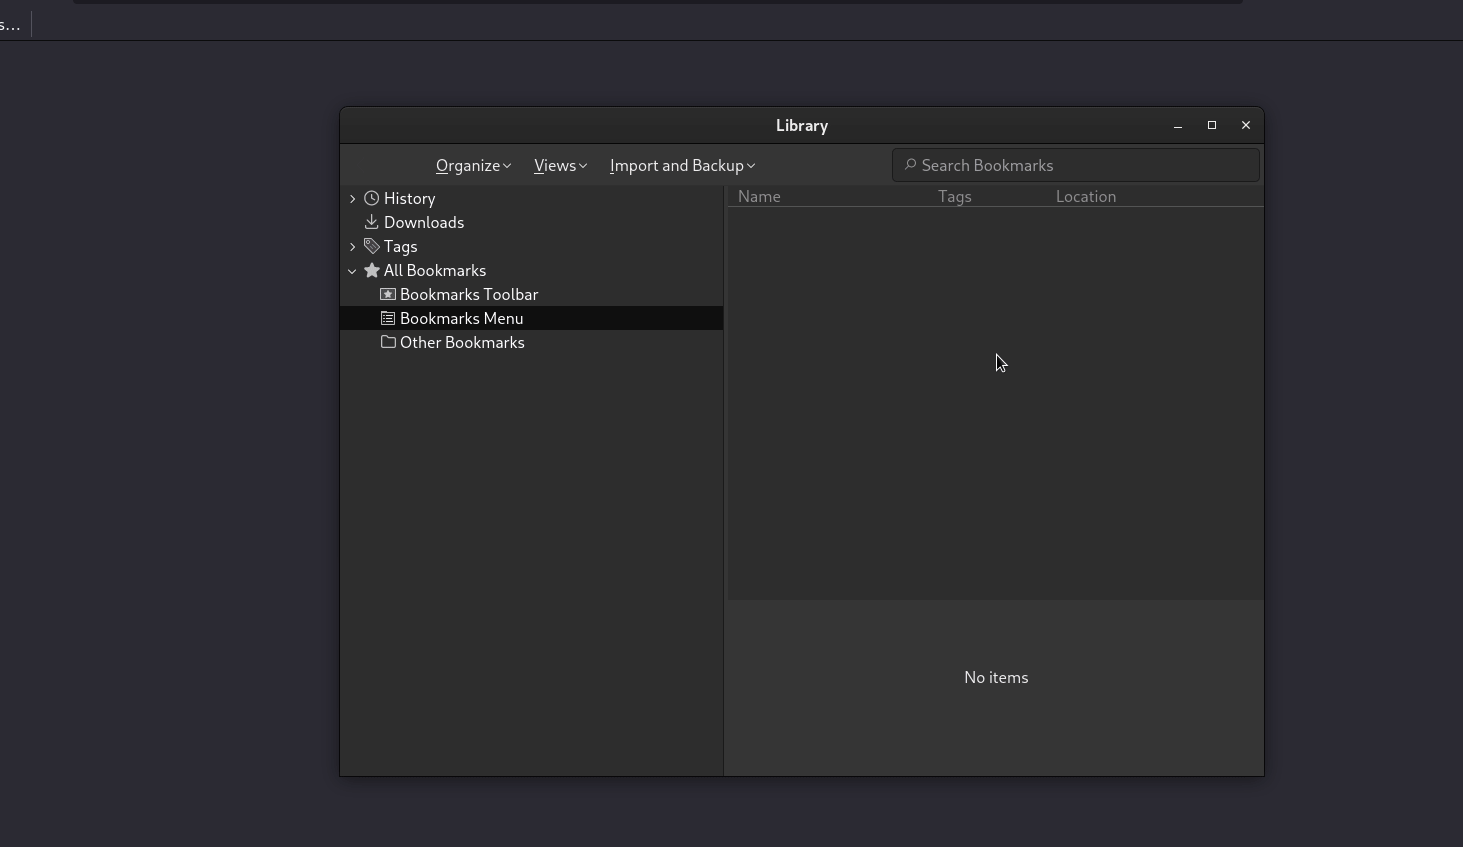 s...
Library
Organize Views Import and Backup Search Bookmarks
History
Downloads
Tags
All Bookmarks
Bookmarks Toolbar
Bookmarks Menu
Other Bookmarks
Name Tags Location
No items